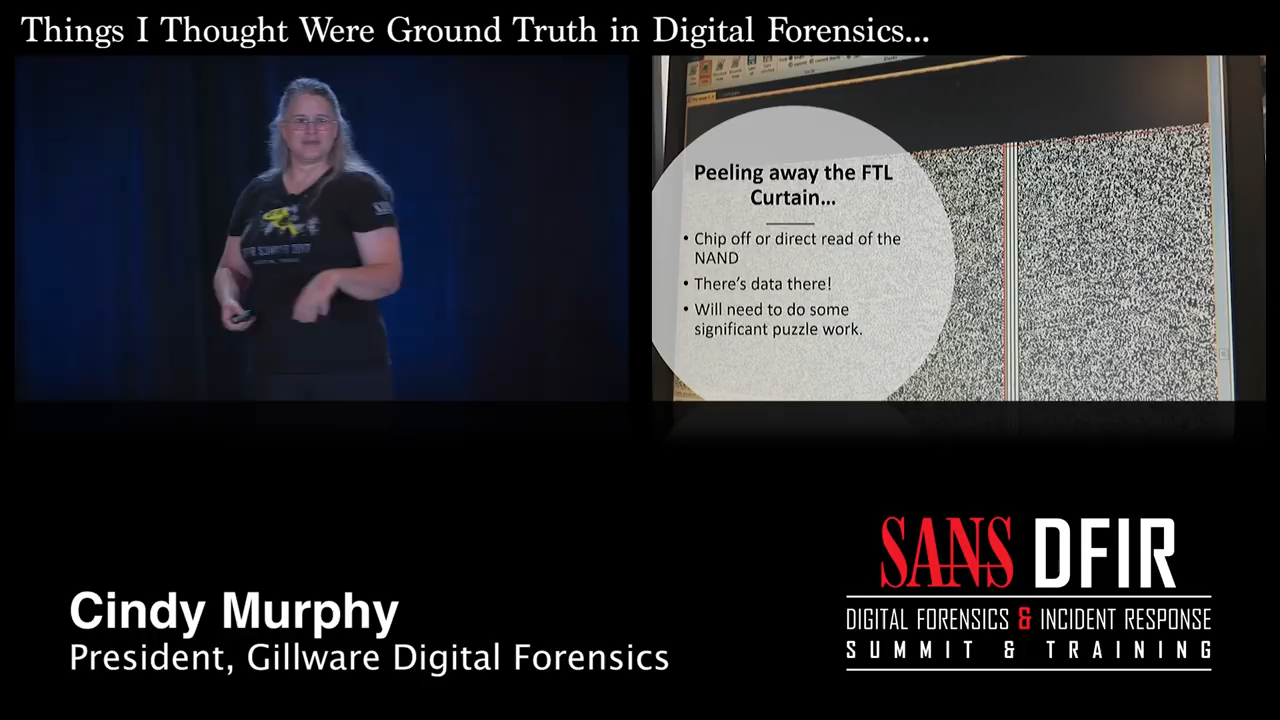 Things I Thought Were Ground Truth in Digital Forensics...
Peeling away the FTL
Curtain...
• Chip off or direct read of the
NAND
• There's data there!
• Will need to do some
significant puzzle work.
Cindy Murphy
President, Gillware Digital Forensics
SANS DFIR
DIGITAL FORENSICS & INCIDENT RESPONSE
SUMMIT & TRAINING